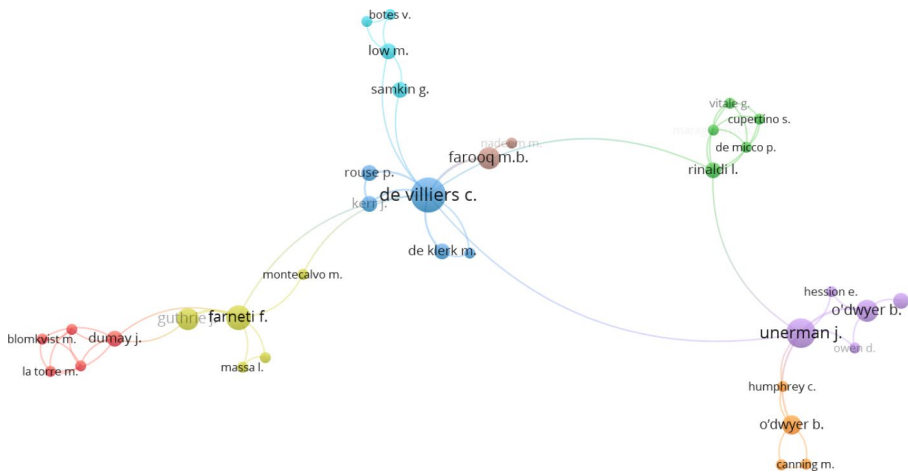 botes v.
low m.
samkin g.
vitale g.
cupertino s.
de micco p.
rinaldi l.
farooq m.b.
rouse p.
de villiers c.
kerr j.
de klerk m.
montecalvo m.
hession e.
o'dwyer b.
guthrie j.
farneti f.
unerman j.
owen d.
blomkvist m.
dumay j.
la torre m.
massa l.
humphrey c.
o'dwyer b.
canning m.